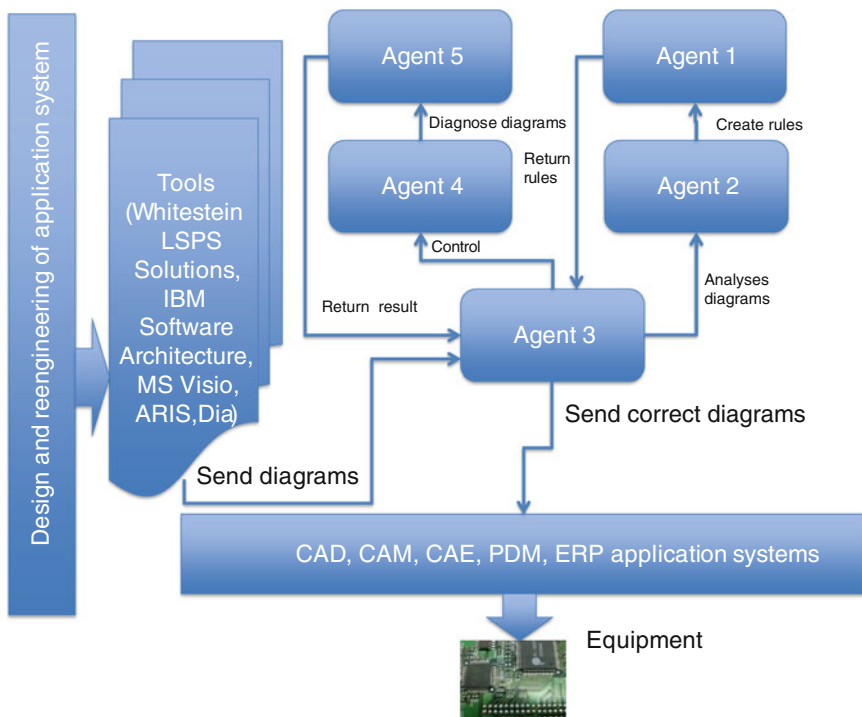 Design and reengineering of application system
Tools
(Whitestein
LSPS
Solutions,
IBM
Software
Architecture,
MS Visio,
ARIS,Dia)
Agent 5
Agent 1
Diagnose diagrams
Create rules
Return
rules
Agent 4
Agent 2
Control
Analyses
diagrams
Return result
Agent 3
Send correct diagrams
Send diagrams
CAD, CAM, CAE, PDM, ERP application systems
Equipment